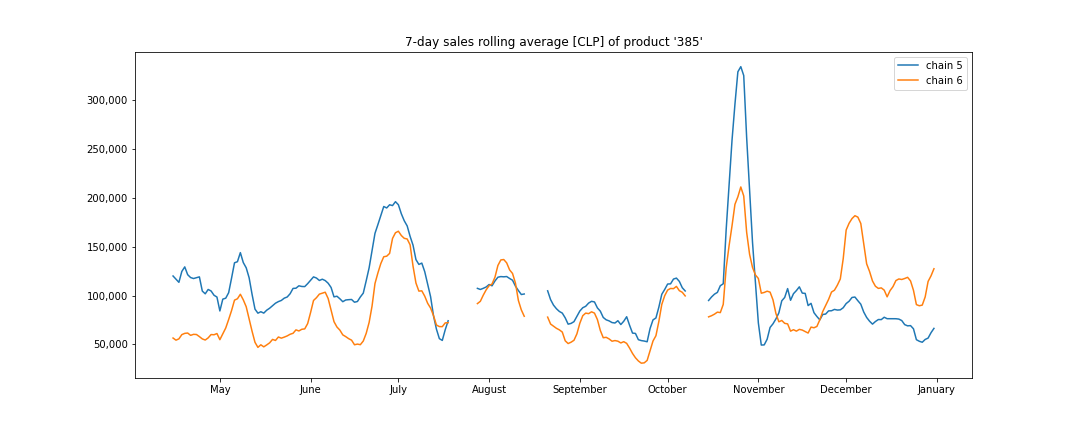 7-day sales rolling average [CLP] of product '385'
chain 5
chain 6
300,000
250,000
200,000
150,000
100,000
50,000
May June July August September October November December January